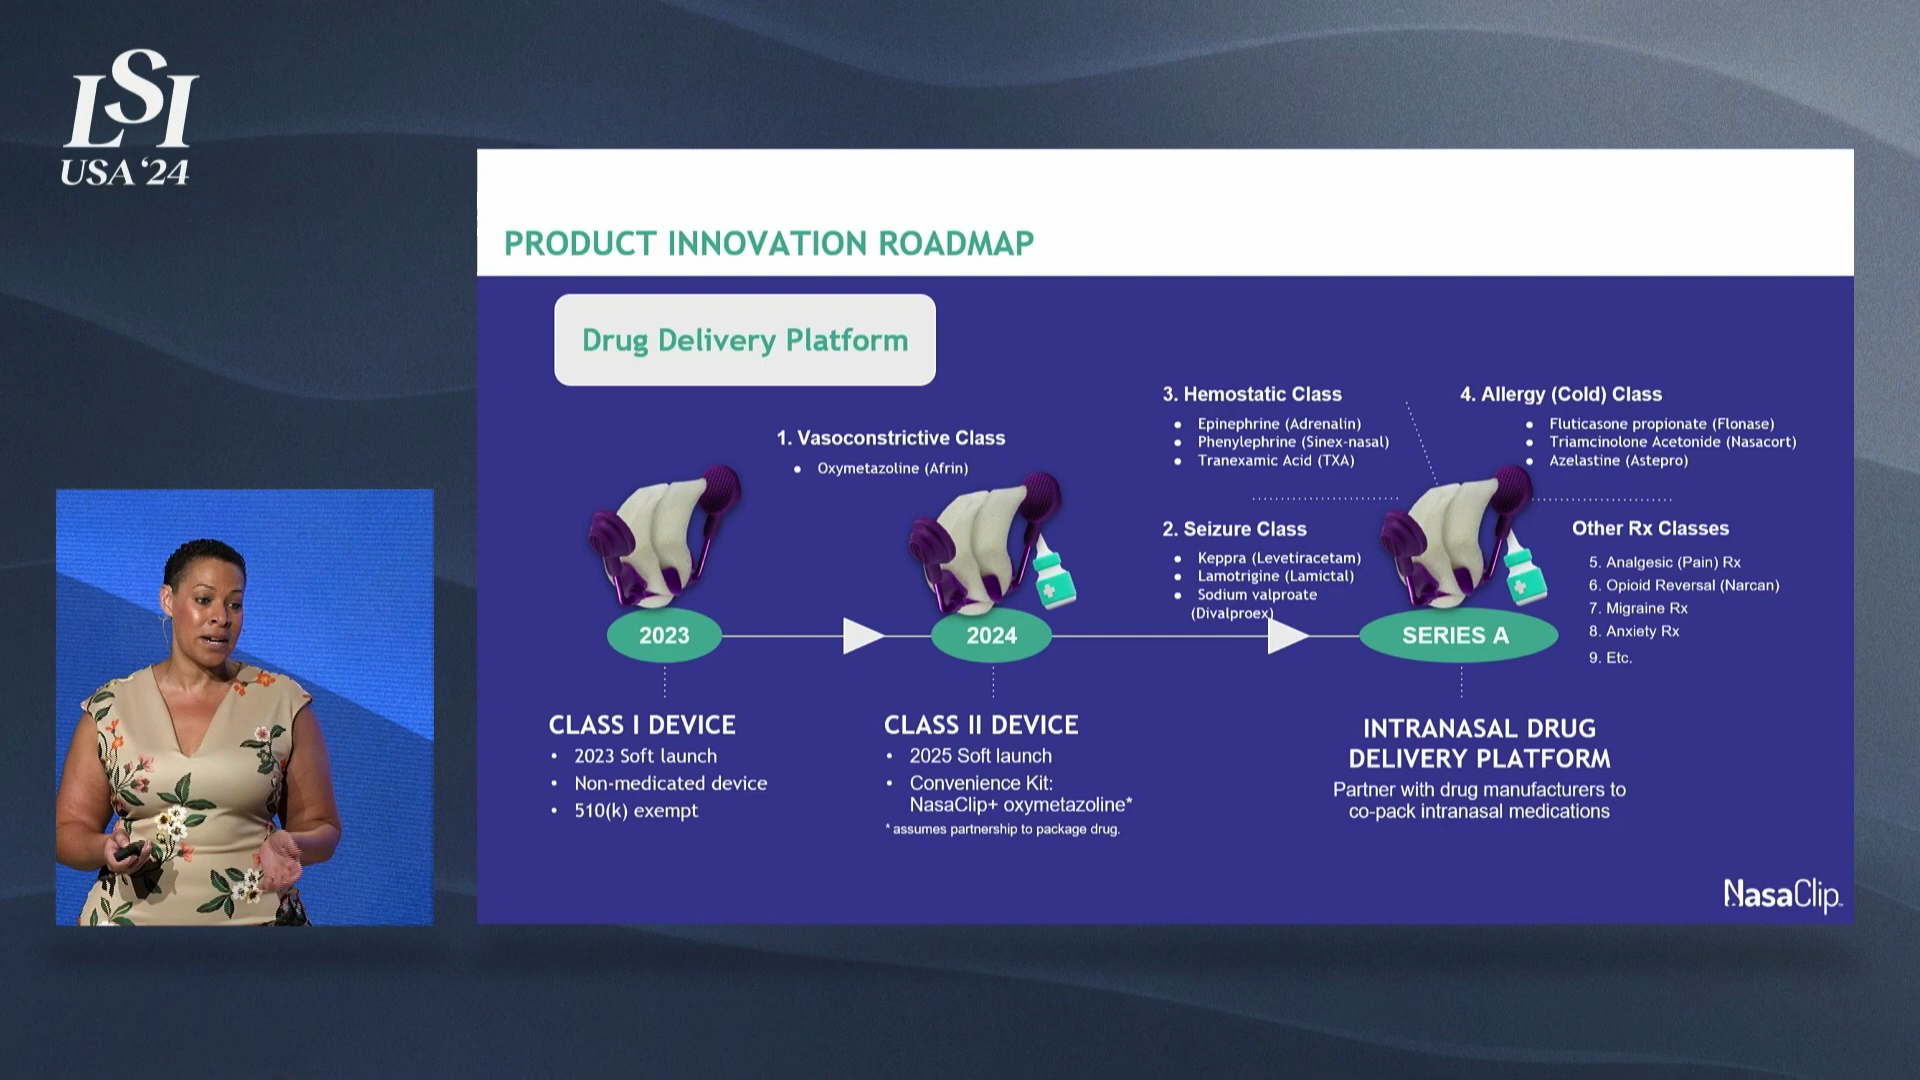 LSI
USA '24
PRODUCT INNOVATION ROADMAP
Drug Delivery Platform
1. Vasoconstrictive Class
● Oxymetazoline (Afrin)
3. Hemostatic Class
● Epinephrine (Adrenalin)
● Phenylephrine (Sinex-nasal)
● Tranexamic Acid (TXA)
4. Allergy (Cold) Class
● Fluticasone propionate (Flonase)
● Triamcinolone Acetonide (Nasacort)
● Azelastine (Astepro)
2. Seizure Class
● Keppra (Levetiracetam)
● Lamotrigine (Lamictal)
● Sodium valproate
(Divalproex)
Other Rx Classes
5. Analgesic (Pain) Rx
6. Opioid Reversal (Narcan)
7. Migraine Rx
8. Anxiety Rx
9. Etc.
2023
2024
SERIES A
CLASS I DEVICE
• 2023 Soft launch
• Non-medicated device
• 510(k) exempt
CLASS II DEVICE
• 2025 Soft launch
• Convenience Kit:
NasaClip+ oxymetazoline*
* assumes partnership to package drug.
INTRANASAL DRUG
DELIVERY PLATFORM
Partner with drug manufacturers to
co-pack intranasal medications
NasaClip